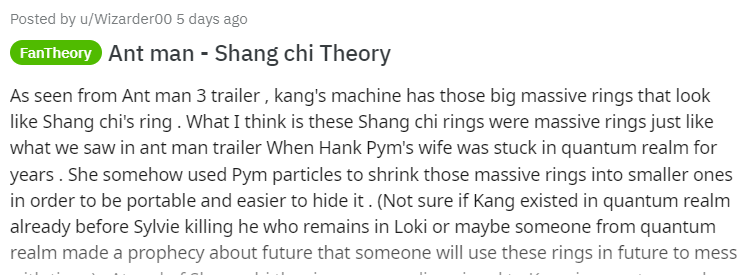 Posted by u/Wizarder00 5 days ago
FanTheory Ant man - Shang chi Theory
As seen from Ant man 3 trailer , kang's machine has those big massive rings that look
like Shang chi's ring . What I think is these Shang chi rings were massive rings just like
what we saw in ant man trailer When Hank Pym's wife was stuck in quantum realm for
years . She somehow used Pym particles to shrink those massive rings into smaller ones
in order to be portable and easier to hide it . (Not sure if Kang existed in quantum realm
already before Sylvie killing he who remains in Loki or maybe someone from quantum
realm made a prophecy about future that someone will use these rings in future to mess